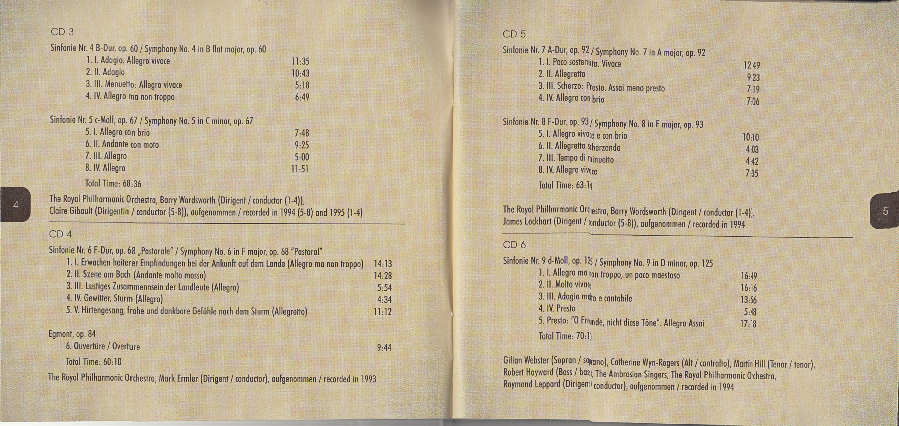 CD 3
Sinfonie Nr. 4 B-Dur, op. 60 / Symphony No. 4 in B flat major, op. 60
1. I. Adagio. Allegro vivace 11:35
2. II. Adagio 10:43
3. III. Menuetto: Allegro vivace 5:18
4. IV. Allegro ma non troppo 6:49
Sinfonie Nr. 5 c-Moll, op. 67 / Symphony No. 5 in C minor, op. 67
5. I. Allegro con brio 7:48
6. II. Andante con moto 9:25
7. III. Allegro 5:00
8. IV. Allegro 11:51
Total Time: 68:36
The Royal Philharmonic Orchestra, Barry Wordsworth (Dirigent / conductor (1-4)),
Claire Gibault (Dirigentin / conductor (5-8)), aufgenommen / recorded in 1994 (5-8) and 1995 (1-4)
4
CD 4
Sinfonie Nr. 6 F-Dur, op. 68 „Pastorale" / Symphony No. 6 in F major, op. 68 "Pastoral"
1. I. Erwachen heiterer Empfindungen bei der Ankunft auf dem Lande (Allegro ma non troppo) 14:13
2. II. Szene am Bach (Andante molto mosso) 14:28
3. III. Lustiges Zusammensein der Landleute (Allegro) 5:54
4. IV. Gewitter, Sturm (Allegro) 4:34
5. V. Hirtengesang, frohe und dankbare Gefühle nach dem Sturm (Allegretto) 11:12
Egmont, op. 84
6. Ouvertüre / Overture 9:44
Total Time: 60:10
The Royal Philharmonic Orchestra, Mark Ermler (Dirigent / conductor), aufgenommen / recorded in 1993
CD 5
Sinfonie Nr. 7 A-Dur, op. 92 / Symphony No. 7 in A major, op. 92
1. I. Poco sostenuto. Vivace 12:49
2. II. Allegretto 9:23
3. III. Scherzo: Presto. Assai meno presto 7:19
4. IV. Allegro con brio 7:06
Sinfonie Nr. 8 F-Dur, op. 93 / Symphony No. 8 in F major, op. 93
5. I. Allegro vivace e con brio 10:10
6. II. Allegretto scherzando 4:03
7. III. Tempo di minuetto 4:42
8. IV. Allegro vivace 7:35
Total Time:
The Royal Philharmonic Orchestra, Barry Wordsworth (Dirigent / conductor (1-4)),
James Lockhart (Dirigent / conductor (5-8)), aufgenommen / recorded in 1994
5
CD 6
Sinfonie Nr. 9 d-Moll, op. 125 / Symphony No. 9 in D minor, op. 125
1. I. Allegro ma non troppo, un poco maestoso 16:49
2. II. Molto vivace
3. III. Adagio molto e cantabile 13:56
4. IV. Presto 5:48
5. Presto: "O Freunde, nicht diese Töne". Allegro Assai
Total Time:
Gilian Webster (Sopran / soprano), Catherine Wyn-Rogers (Alt / contralto), Martin Hill (Tenor / tenor),
Robert Hayward (Bass / bass), The Ambrosian Singers, The Royal Philharmonic Orchestra,
Raymond Leppard (Dirigent / conductor), aufgenommen / recorded in 1994